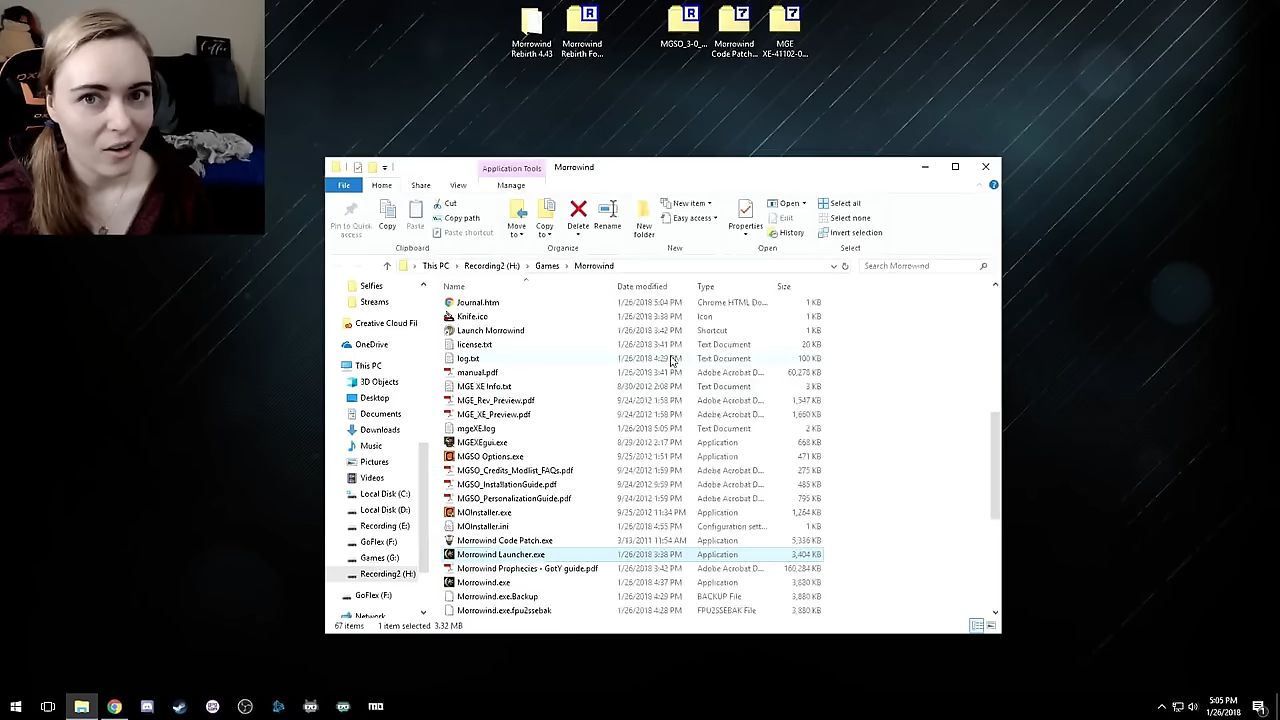 Morrowind
Rebirth 4.43
Morrowind
Rebirth Fo...
MGSO_3-0_...
Morrowind
Code Patch...
MGE
XE-41102-0...
Application Tools
Morrowind
File
Home
Share
View
Manage
Pin to Quick
access
Copy
Paste
Cut
Copy path
Paste shortcut
Clipboard
Move
to
Copy
to
Delete
Rename
Organize
New
folder
New item
Easy access
New
Properties
Open
Edit
History
Open
Select all
Select none
Invert selection
Select
This PC
Recording2 (H:)
Games
Morrowind
Search Morrowind
Selfies
Streams
Creative Cloud Fil
OneDrive
This PC
3D Objects
Desktop
Documents
Downloads
Music
Pictures
Videos
Local Disk (C:)
Local Disk (D:)
Recording (E:)
GoFlex (F:)
Games (G:)
Recording2 (H:)
GoFlex (F:)
Network
Name Date modified Type Size
Journal.htm 1/26/2018 5:04 PM Chrome HTML Do... 1 KB
Knife.ico 1/26/2018 3:38 PM Icon 1 KB
Launch Morrowind 1/26/2018 3:42 PM Shortcut 1 KB
license.txt 1/26/2018 3:41 PM Text Document 20 KB
log.txt 1/26/2018 4:29 PM Text Document 100 KB
manual.pdf 1/26/2018 3:41 PM Adobe Acrobat D... 60,278 KB
MGE XE Info.txt 8/30/2012 2:08 PM Text Document 3 KB
MGE_Rev_Preview.pdf 9/24/2012 1:58 PM Adobe Acrobat D... 1,547 KB
MGE_XE_Preview.pdf 9/24/2012 1:58 PM Adobe Acrobat D... 1,660 KB
mgeXE.log 1/26/2018 5:05 PM Text Document 2 KB
MGEXEgui.exe 8/29/2012 2:17 PM Application 668 KB
MGSO Options.exe 9/25/2012 1:51 PM Application 471 KB
MGSO_Credits_Modlist_FAQs.pdf 9/24/2012 1:59 PM Adobe Acrobat D... 275 KB
MGSO_InstallationGuide.pdf 9/24/2012 9:59 PM Adobe Acrobat D... 485 KB
MGSO_PersonalizationGuide.pdf 9/24/2012 1:59 PM Adobe Acrobat D... 795 KB
MOInstaller.exe 9/25/2012 11:34 PM Application 1,264 KB
MOInstaller.ini 1/26/2018 4:55 PM Configuration sett... 1 KB
Morrowind Code Patch.exe 3/13/2011 11:54 AM Application 5,336 KB
Morrowind Launcher.exe 1/26/2018 3:38 PM Application 3,404 KB
Morrowind Prophecies - GotY guide.pdf 1/26/2018 3:42 PM Adobe Acrobat D... 160,284 KB
Morrowind.exe 1/26/2018 4:37 PM Application 3,880 KB
Morrowind.exe.Backup 1/26/2018 4:29 PM BACKUP File 3,880 KB
Morrowind.exe.fpu2ssebak 1/26/2018 4:28 PM FPU2SSEBAK File 3,880 KB
67 items 1 item selected 3.32 MB
5:05 PM
1/26/2018